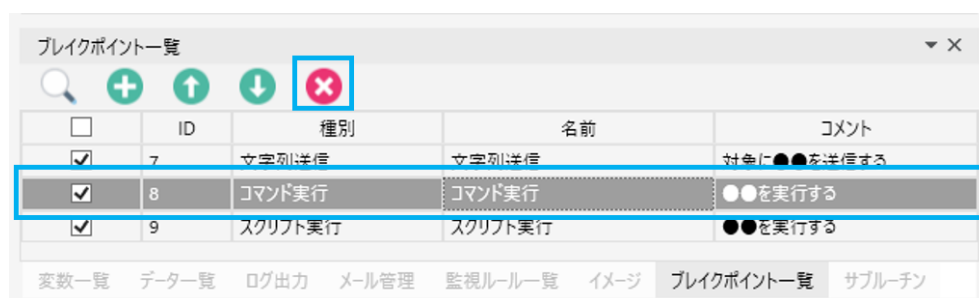 ブレイクポイント一覧
ID 種別 名前 コメント
7 文字列送信 文字列送信 対象に●●を送信する
8 コマンド実行 コマンド実行 ●●を実行する
9 スクリプト実行 スクリプト実行 ●●を実行する
変数一覧 データ一覧 ログ出力 メール管理 監視ルール一覧 イメージ ブレイクポイント一覧 サブルーチン